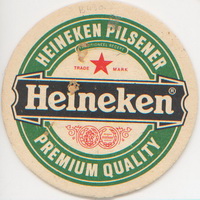 HEINEKEN PILSENER
TRADE MARK
Heineken®
PREMIUM QUALITY